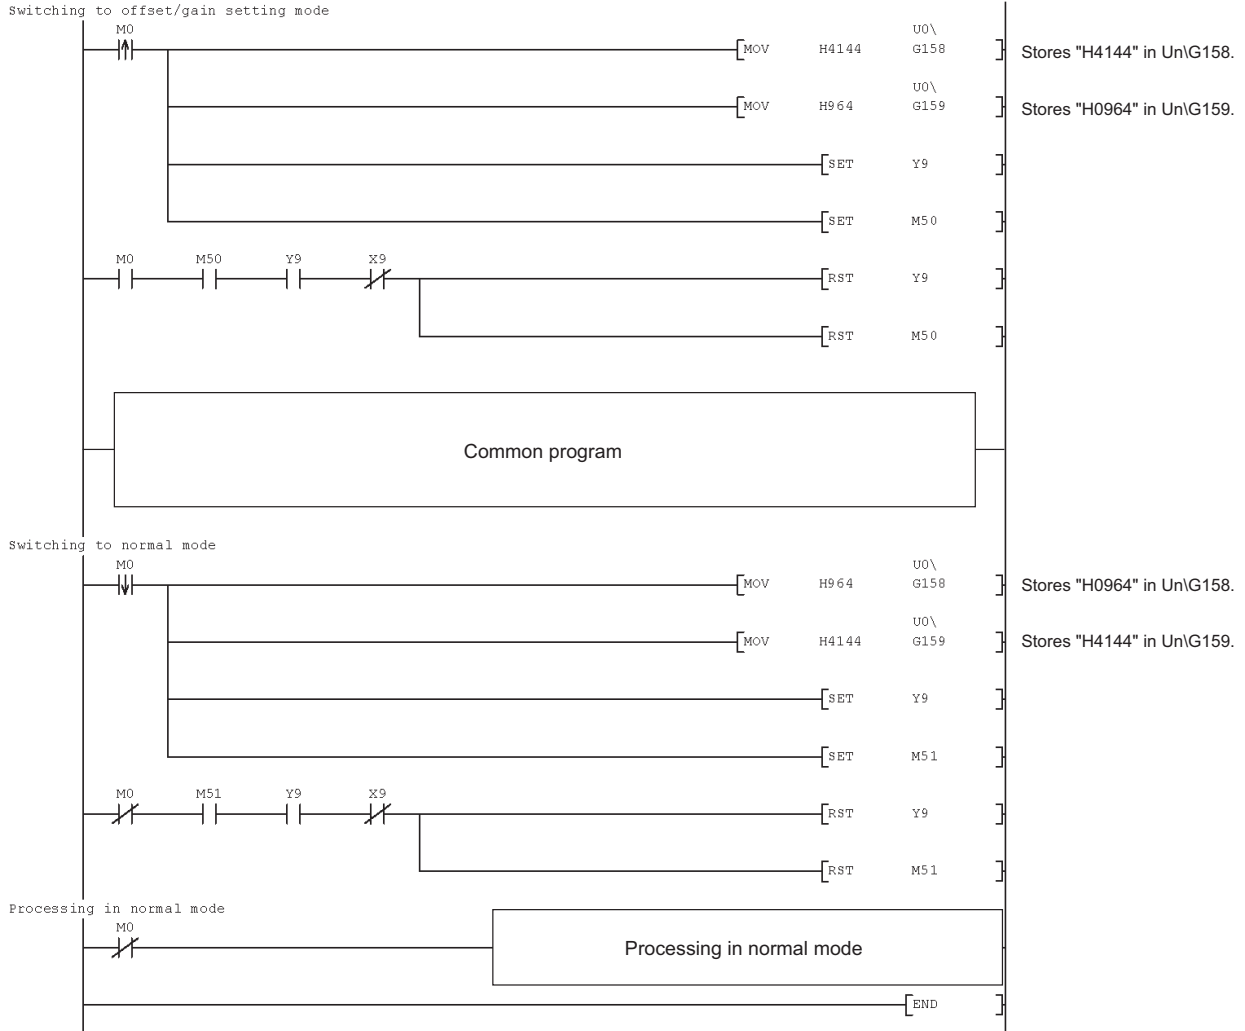 Switching to offset/gain setting mode
M0
U0\
MOV H4144 G158 Stores "H4144" in Un\G158.
U0\
MOV H964 G159 Stores "H0964" in Un\G159.
SET Y9
SET M50
M0 M50 Y9 X9
RST Y9
RST M50
Common program
Switching to normal mode
M0
U0\
MOV H964 G158 Stores "H0964" in Un\G158.
U0\
MOV H4144 G159 Stores "H4144" in Un\G159.
SET Y9
SET M51
M0 M51 Y9 X9
RST Y9
RST M51
Processing in normal mode
M0
Processing in normal mode
END